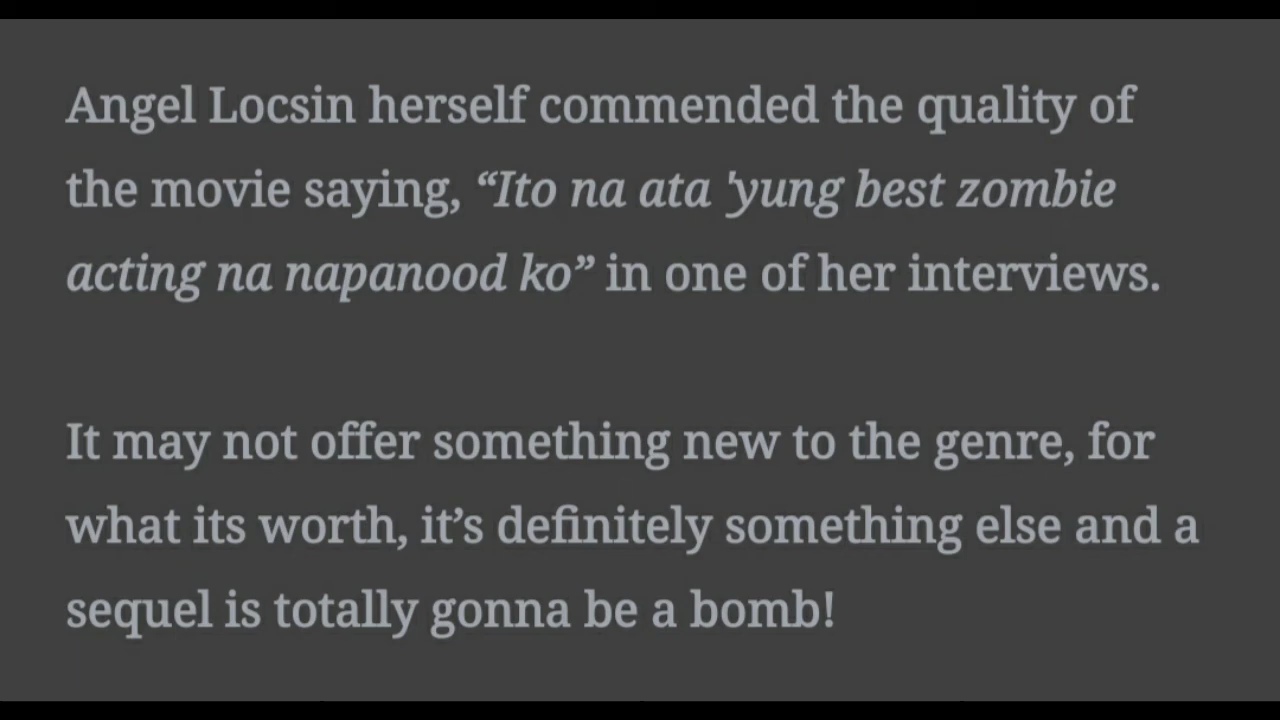 Angel Locsin herself commended the quality of
the movie saying, “Ito na ata 'yung best zombie
acting na napanood ko” in one of her interviews.
It may not offer something new to the genre, for
what its worth, it’s definitely something else and a
sequel is totally gonna be a bomb!